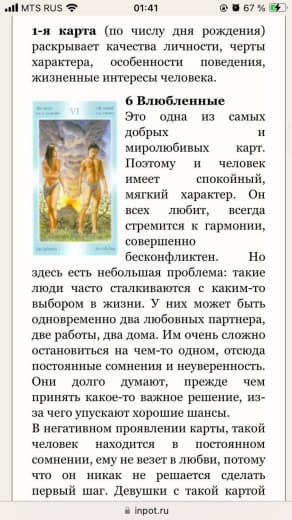 MTS RUS 01:41 67 %
1-я карта (по числу дня рождения)
раскрывает качества личности, черты
характера, особенности поведения,
жизненные интересы человека.
VI
6 Влюбленные
Это одна из самых
добрых и
миролюбивых карт.
Поэтому и человек
имеет спокойный,
мягкий характер. Он
всех любит, всегда
стремится к гармонии,
совершенно
бесконфликтен. Но
здесь есть небольшая проблема: такие
люди часто сталкиваются с каким-то
выбором в жизни. У них может быть
одновременно два любовных партнера,
две работы, два дома. Им очень сложно
остановиться на чем-то одном, отсюда
постоянные сомнения и неуверенность.
Они долго думают, прежде чем
принять какое-то важное решение, из-
за чего упускают хорошие шансы.
В негативном проявлении карты, такой
человек находится в постоянном
сомнении, ему не везет в любви, потому
что он никак не решается сделать
первый шаг. Девушки с такой картой
inpot.ru